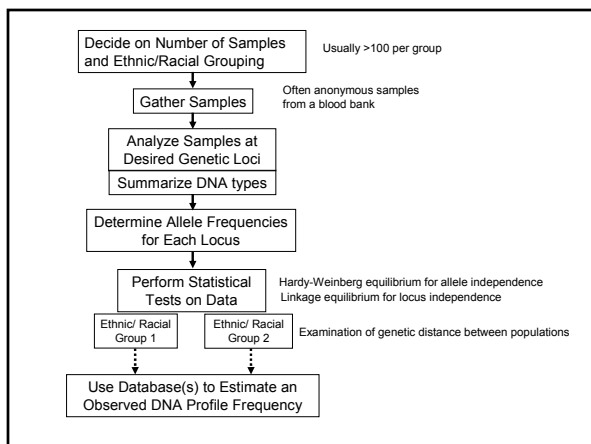 Decide on Number of Samples
and Ethnic/Racial Grouping
Usually >100 per group
Gather Samples
Often anonymous samples
from a blood bank
Analyze Samples at
Desired Genetic Loci
Summarize DNA types
Determine Allele Frequencies
for Each Locus
Perform Statistical
Tests on Data
Hardy-Weinberg equilibrium for allele independence
Linkage equilibrium for locus independence
Ethnic/ Racial
Group 1
Ethnic/ Racial
Group 2
Examination of genetic distance between populations
Use Database(s) to Estimate an
Observed DNA Profile Frequency